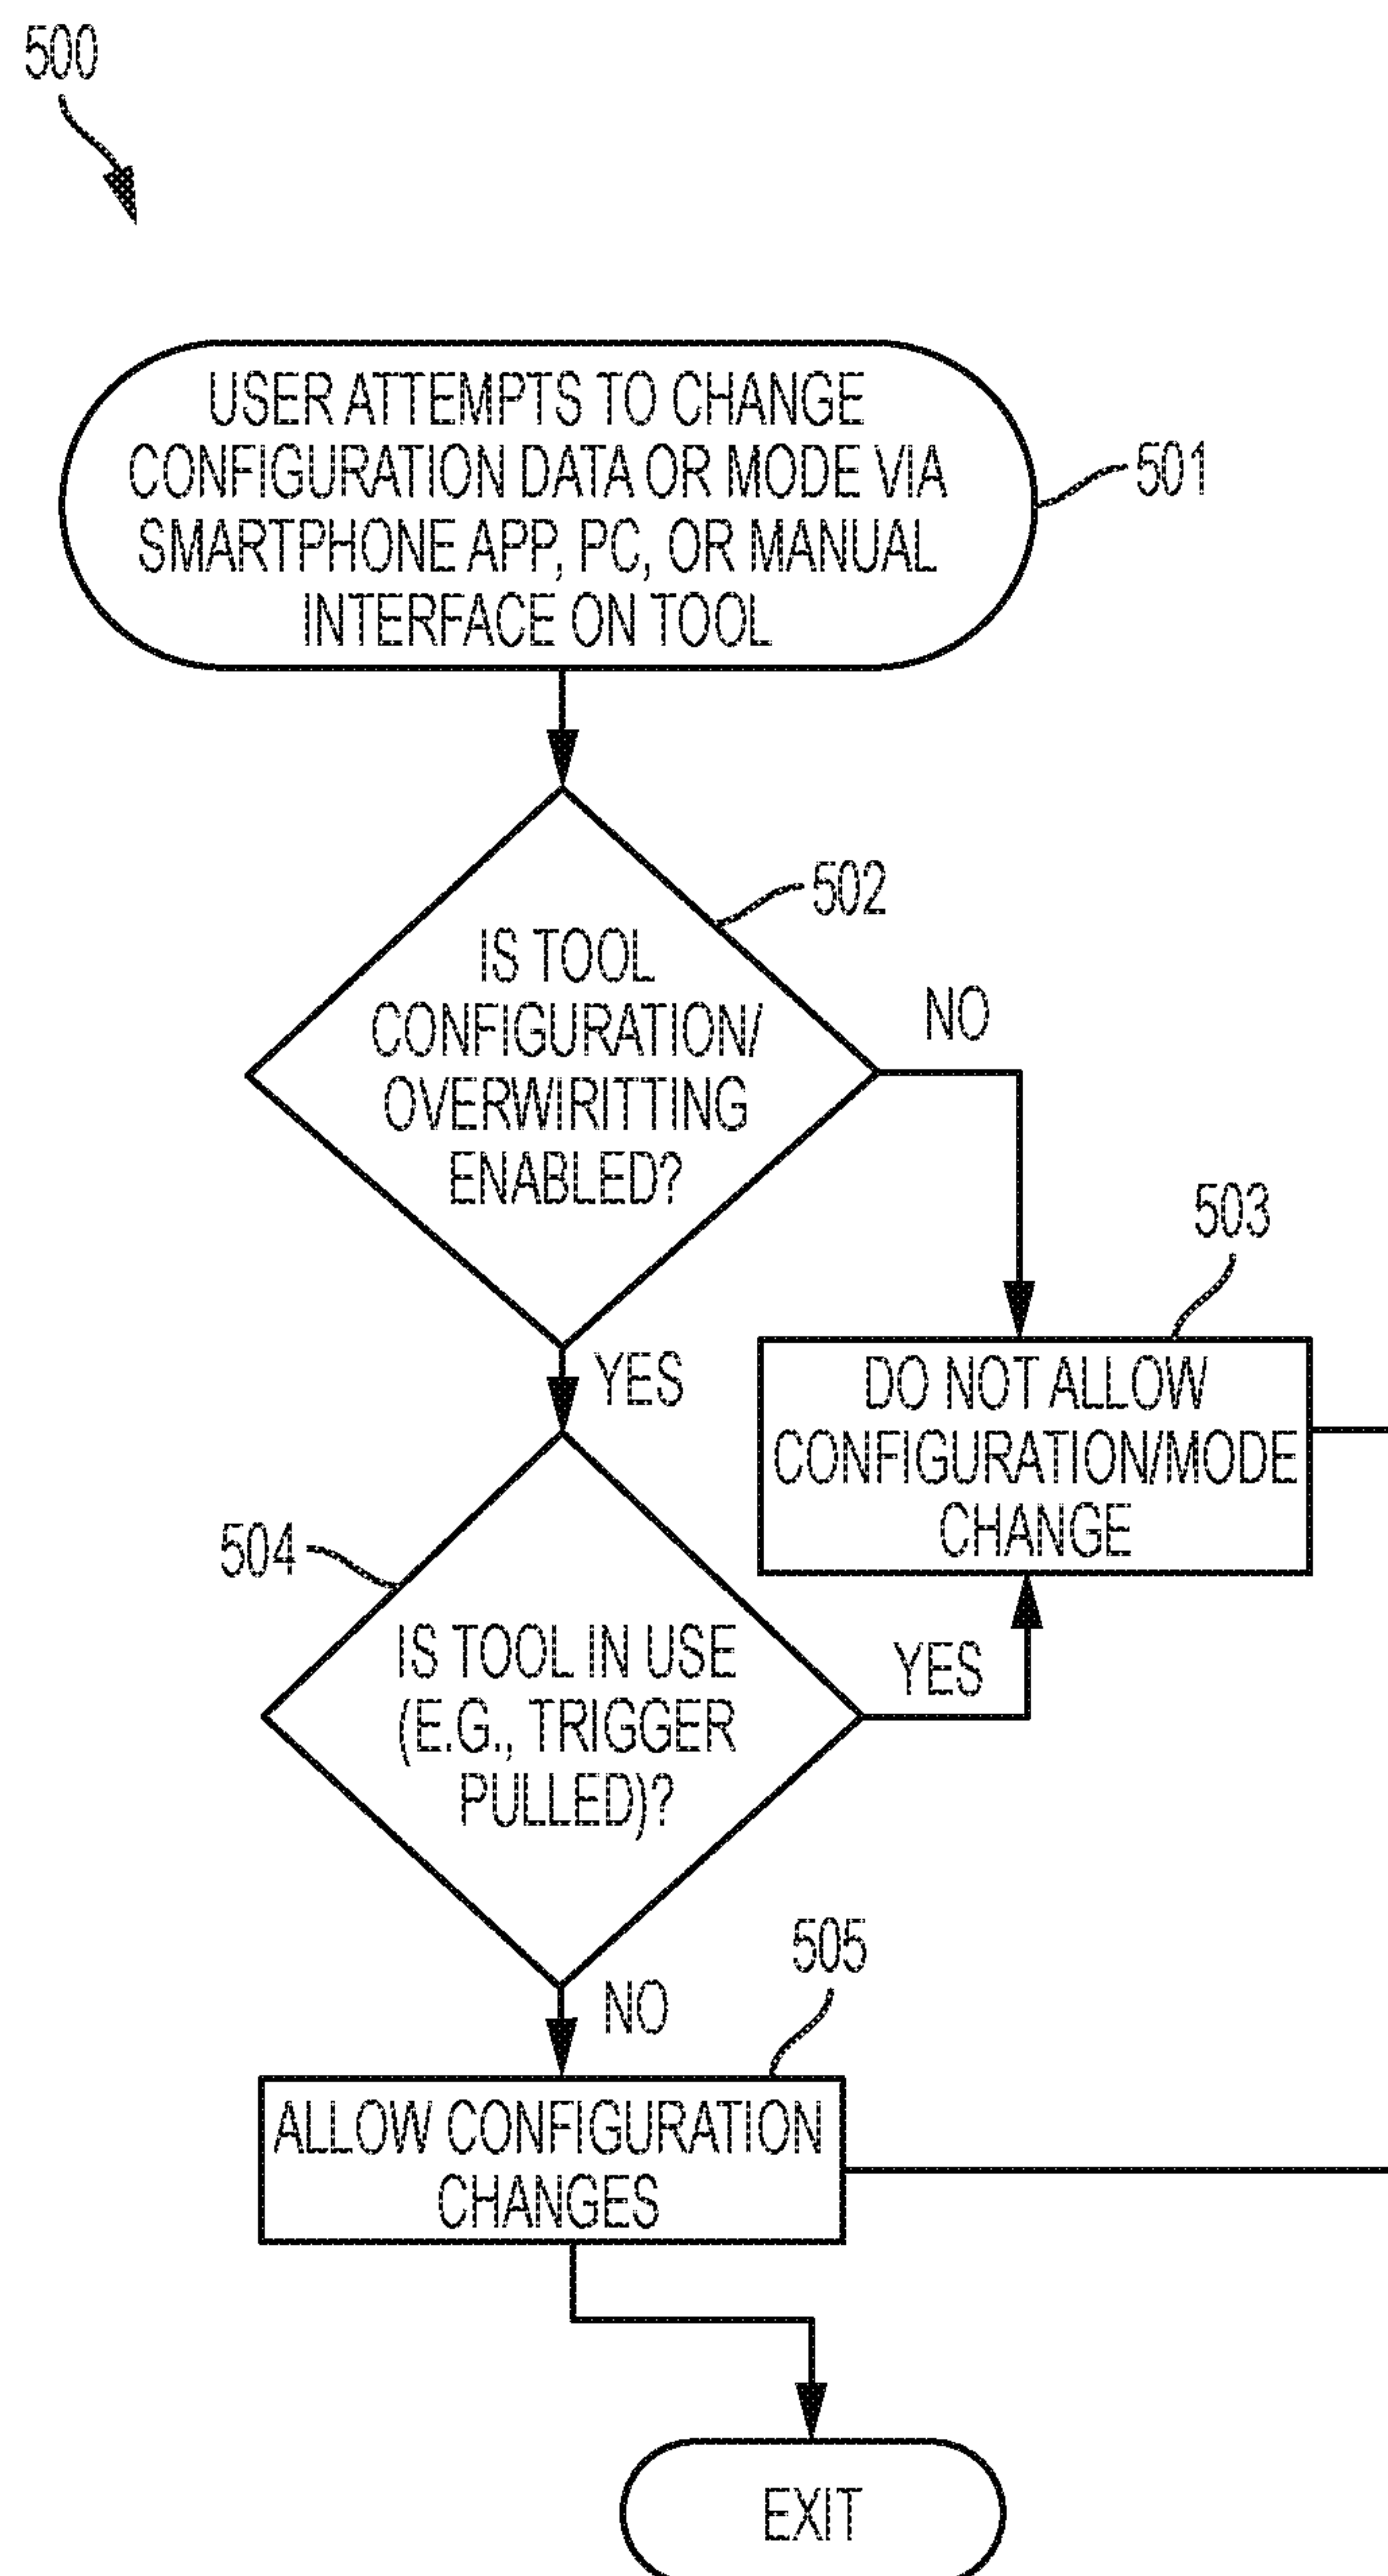 500
USER ATTEMPTS TO CHANGE
CONFIGURATION DATA OR MODE VIA
SMARTPHONE APP, PC, OR MANUAL
INTERFACE ON TOOL
501
502
IS TOOL
CONFIGURATION/
OVERWIRITTING
ENABLED?
NO
YES
503
DO NOT ALLOW
CONFIGURATION/MODE
CHANGE
504
IS TOOL IN USE
(E.G., TRIGGER
PULLED)?
YES
NO
505
ALLOW CONFIGURATION
CHANGES
EXIT